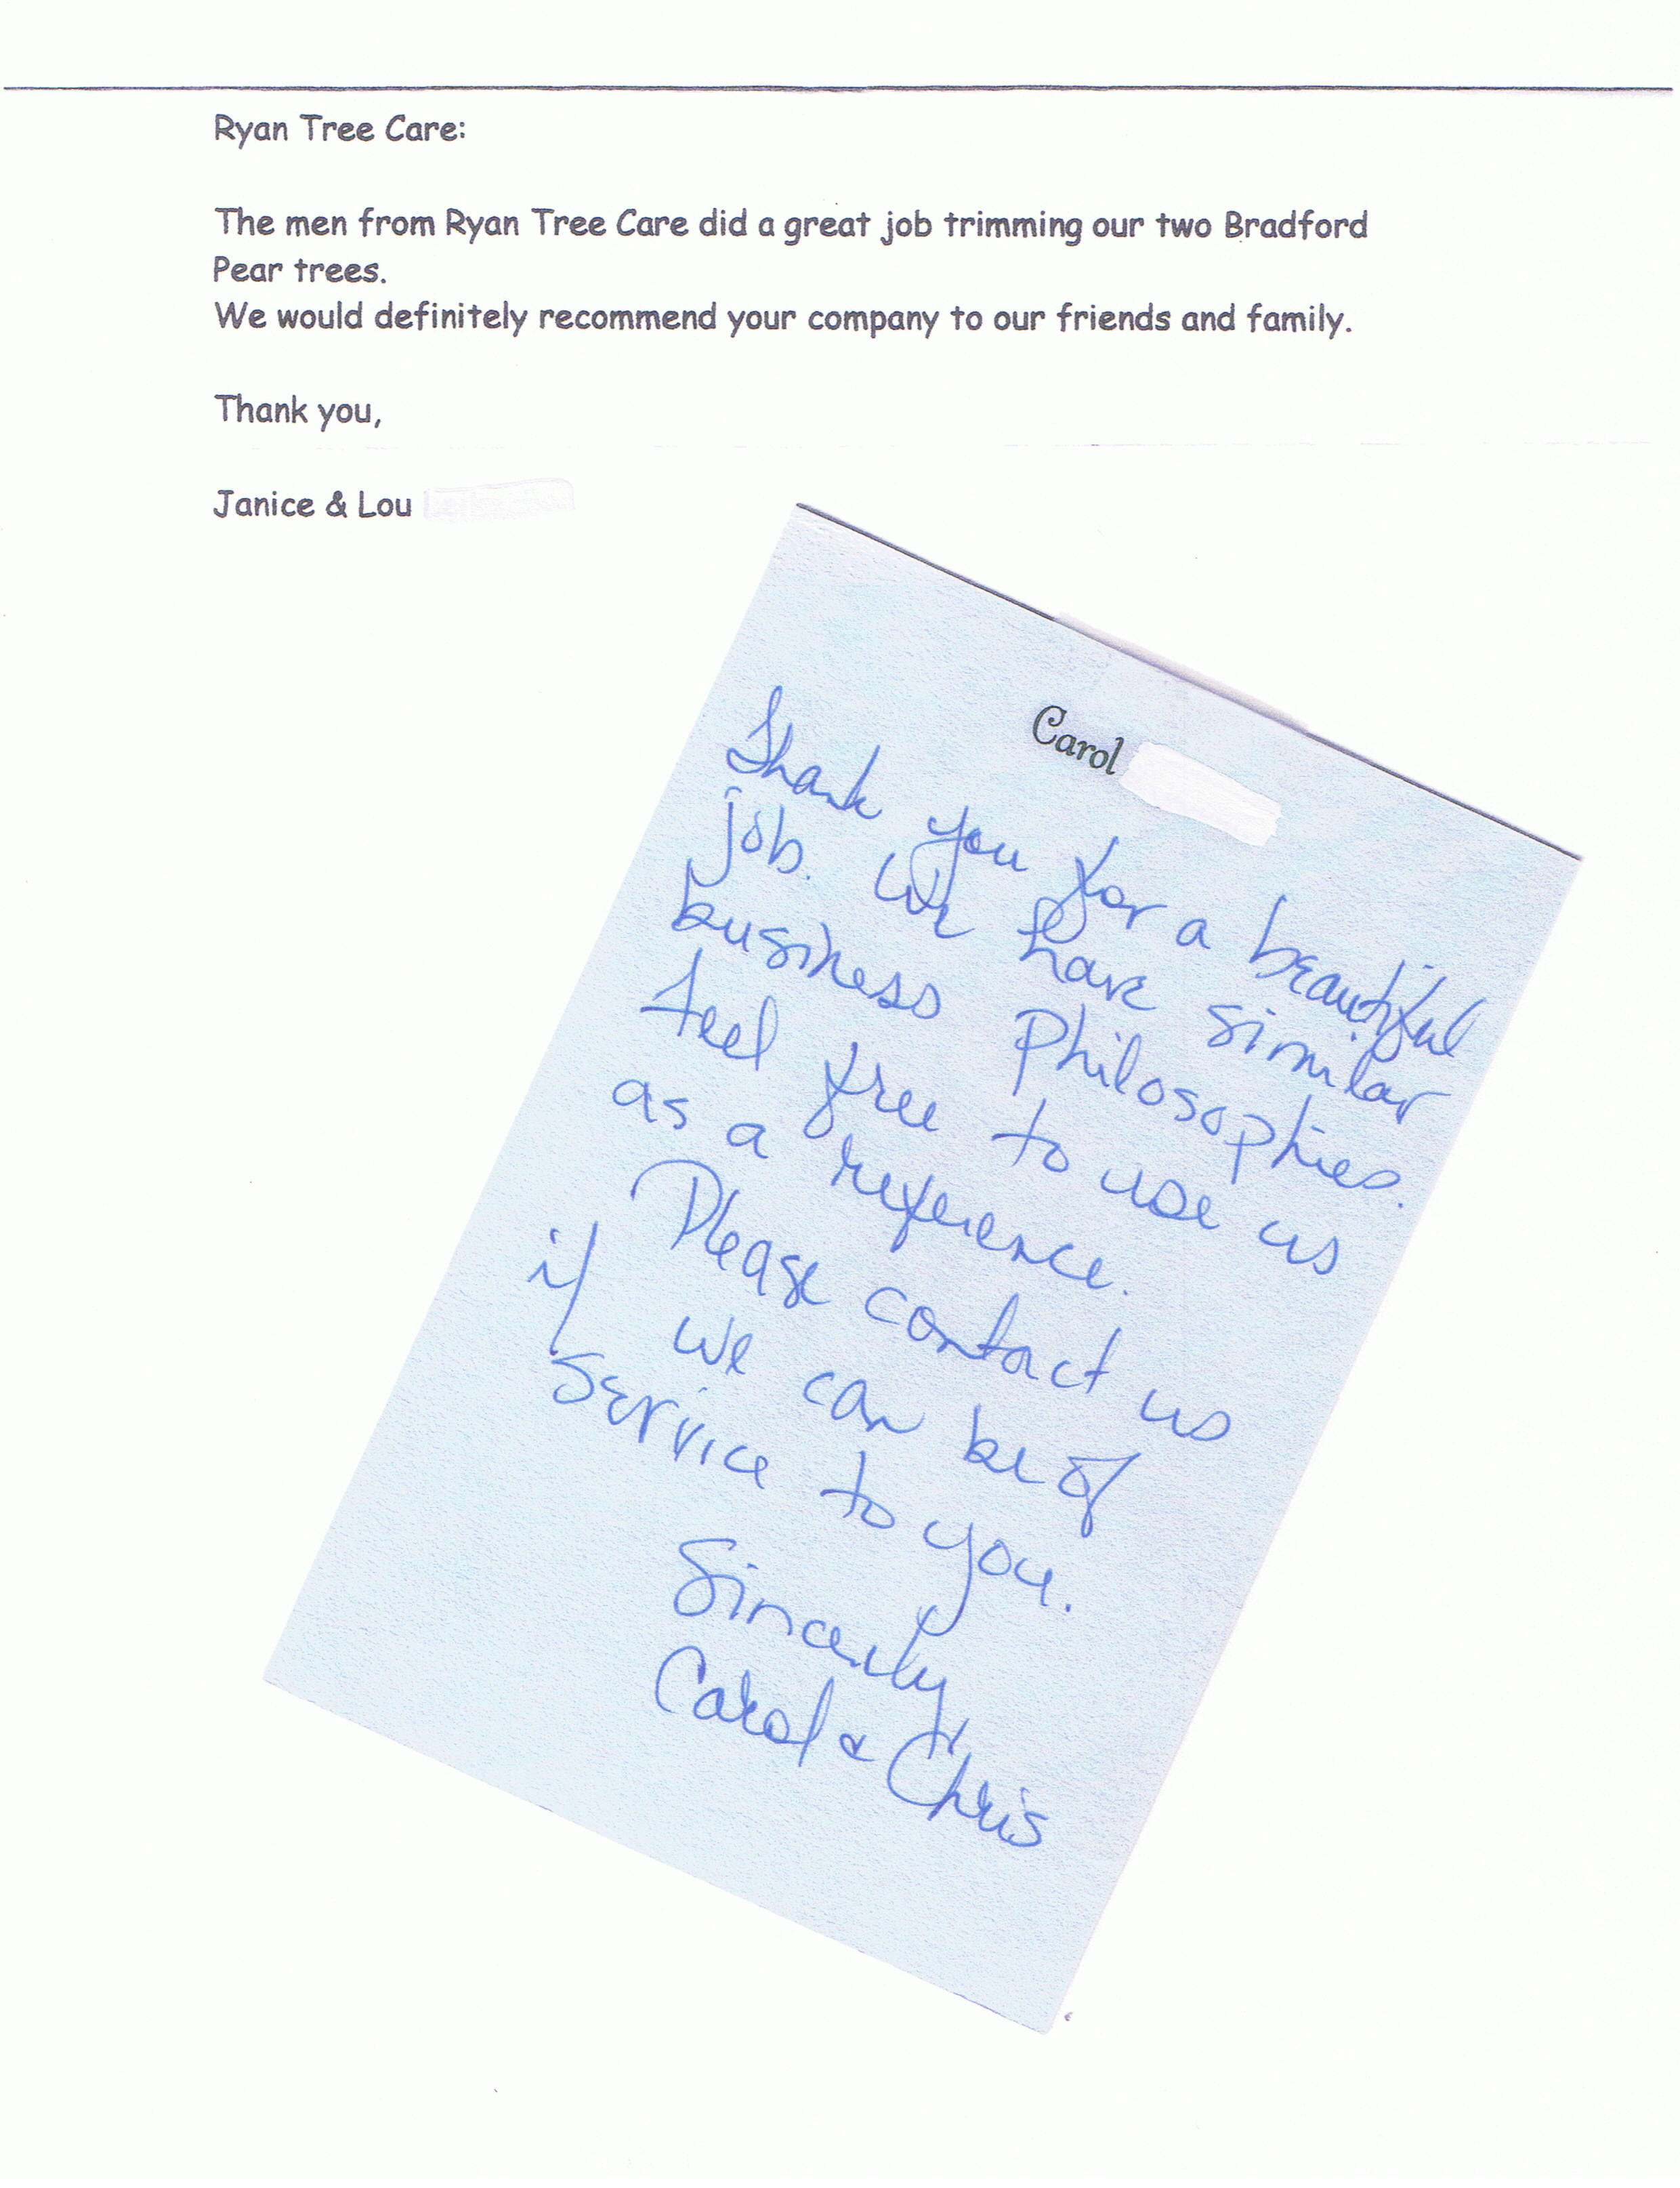 Ryan Tree Care:
The men from Ryan Tree Care did a great job trimming our two Bradford
Pear trees.
We would definitely recommend your company to our friends and family.
Thank you,
Janice & Lou
Carol
Thank you for a beautiful
job. We have similar
business philosophies.
feel free to use us
as a reference.
Please contact us
if we can be of
service to you.
Sincerly,
Carol & Chris